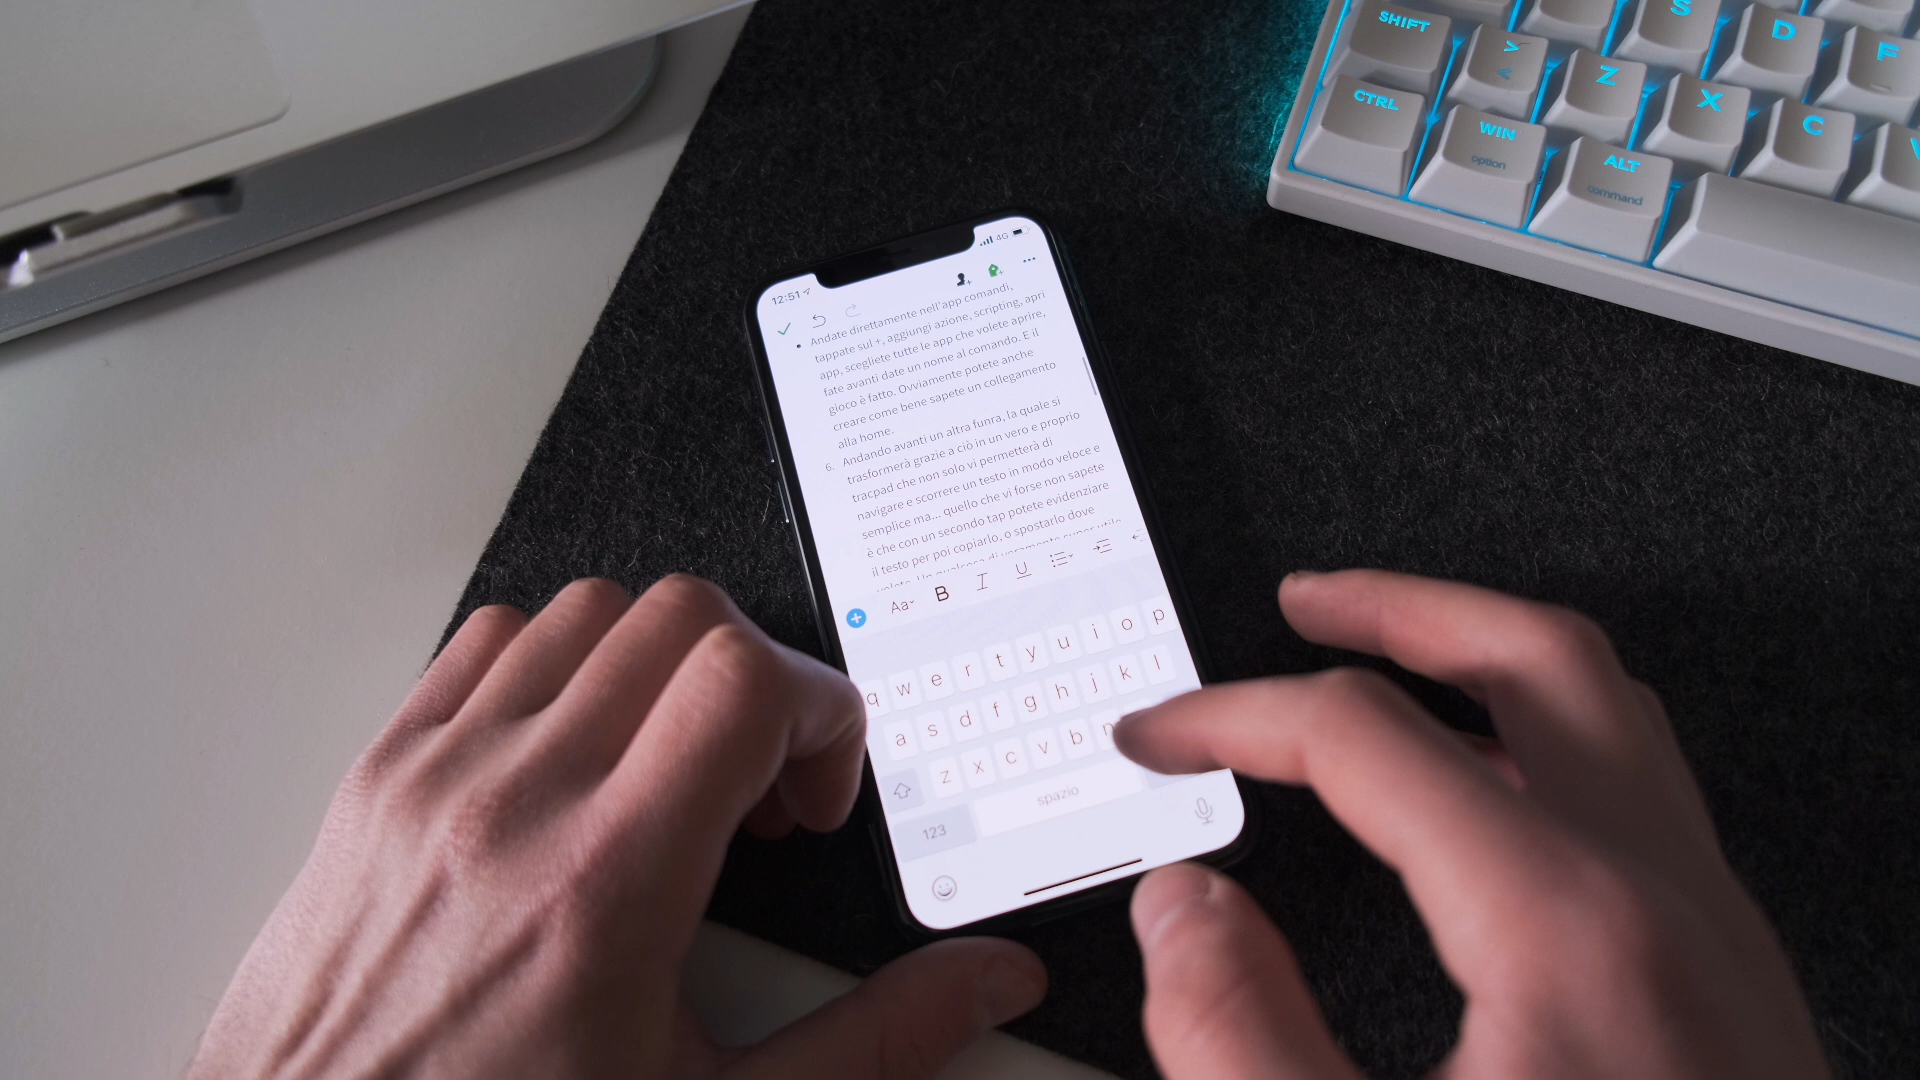 SHIFT
S
D
F
Z
X
C
CTRL
WIN
option
ALT
command
12:51
4G
Andate direttamente nell'app comandi,
tappate sul +, aggiungi azione, scripting, apri
app, scegliete tutte le app che volete aprire,
fate avanti date un nome al comando. E il
gioco è fatto. Ovviamente potete anche
creare come bene sapete un collegamento
alla home.
6. Andando avanti un altra funra, la quale si
trasformerà grazie a ciò in un vero e proprio
tracpad che non solo vi permetterà di
navigare e scorrere un testo in modo veloce e
semplice ma... quello che vi forse non sapete
è che con un secondo tap potete evidenziare
il testo per poi copiarlo, o spostarlo dove
Aa B I U
q w e r t y u i o p
a s d f g h j k l
z x c v b n
123 spazio